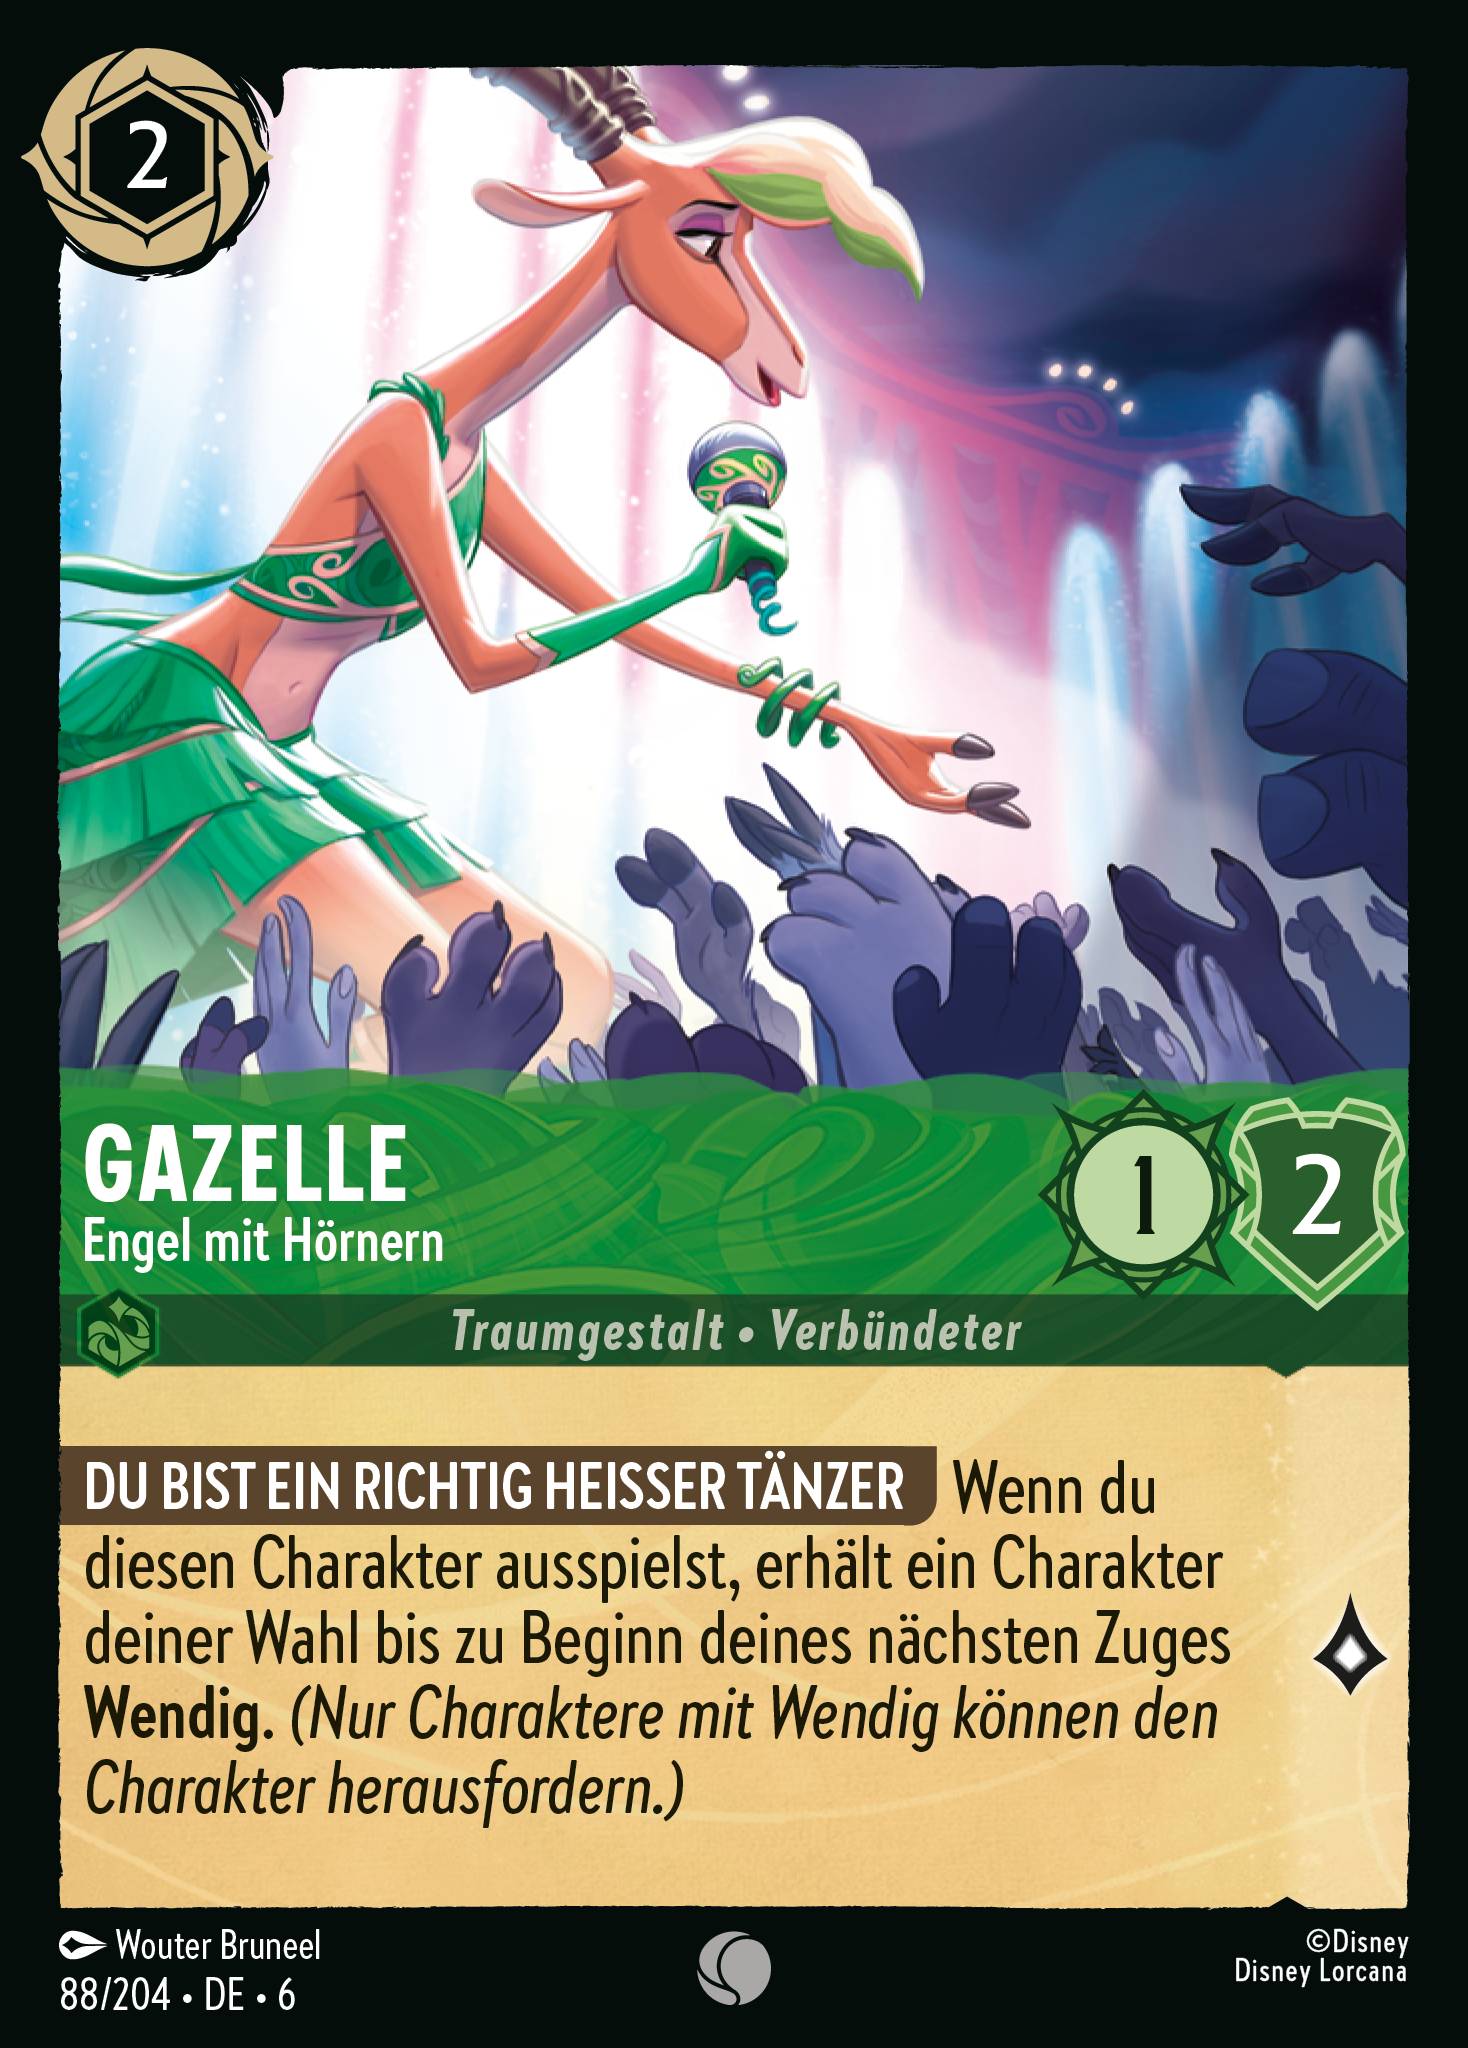 2
GAZELLE
Engel mit Hörnern
1
2
Traumgestalt • Verbündeter
DU BIST EIN RICHTIG HEISSER TÄNZER Wenn du
diesen Charakter ausspielst, erhält ein Charakter
deiner Wahl bis zu Beginn deines nächsten Zuges
Wendig. (Nur Charaktere mit Wendig können den
Charakter herausfordern.)
Wouter Bruneel
88/204 • DE • 6
©Disney
Disney Lorcana